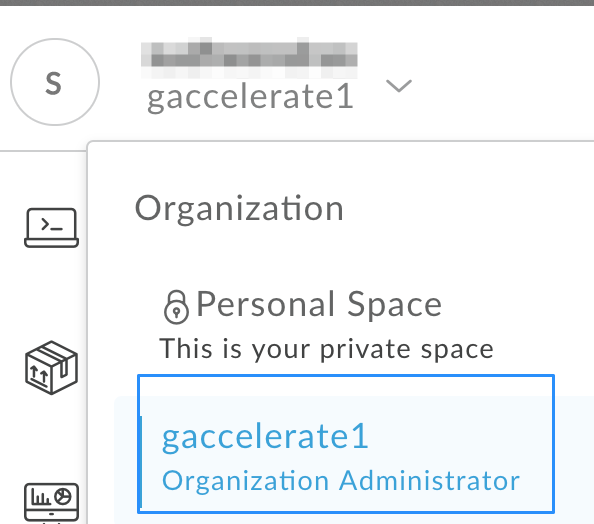 S
gaccelerate1
Organization
Personal Space
This is your private space
gaccelerate1
Organization Administrator